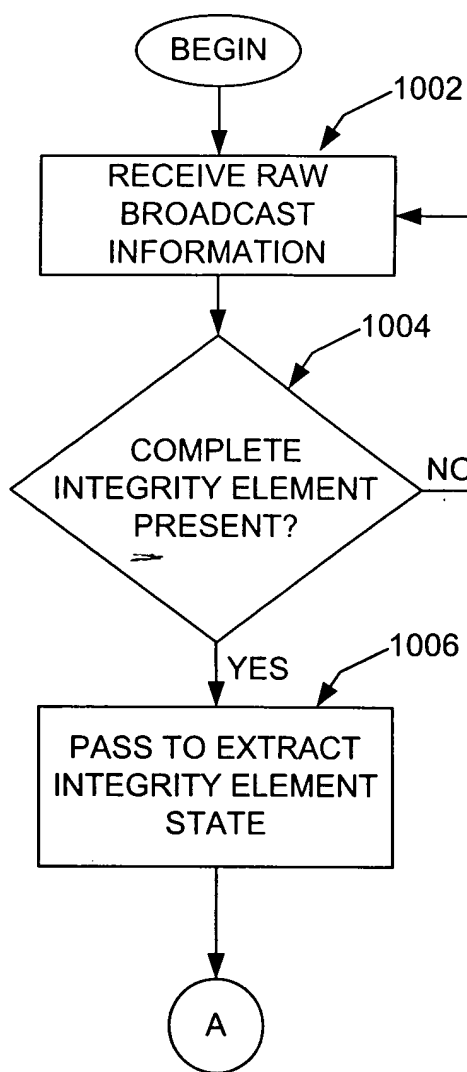 BEGIN
1002
RECEIVE RAW
BROADCAST
INFORMATION
1004
COMPLETE
INTEGRITY ELEMENT
PRESENT?
NO
YES
1006
PASS TO EXTRACT
INTEGRITY ELEMENT
STATE
A